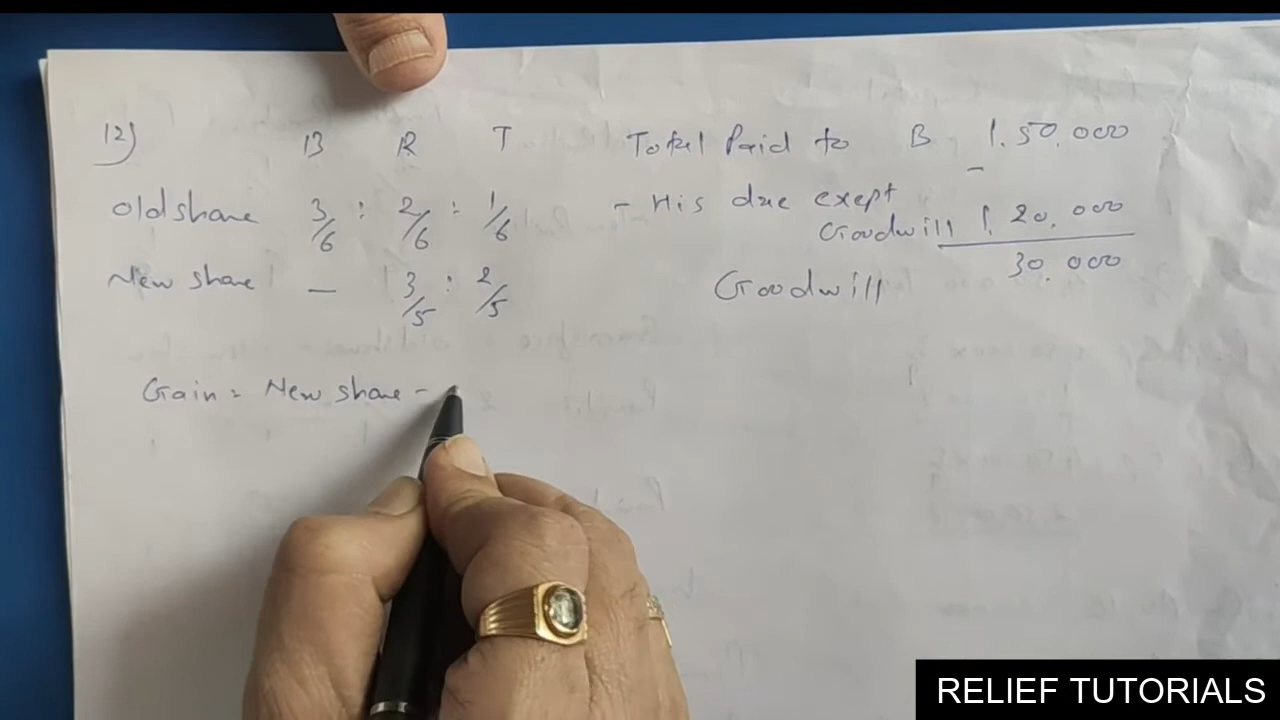 12) B R T
Old share 3/6 : 2/6 : 1/6
New share – 3/5 : 2/5
Gain = New share –
Total Paid to B 1,50,000
– His due exept
Goodwill 1,20,000
Goodwill 30,000
RELIEF TUTORIALS